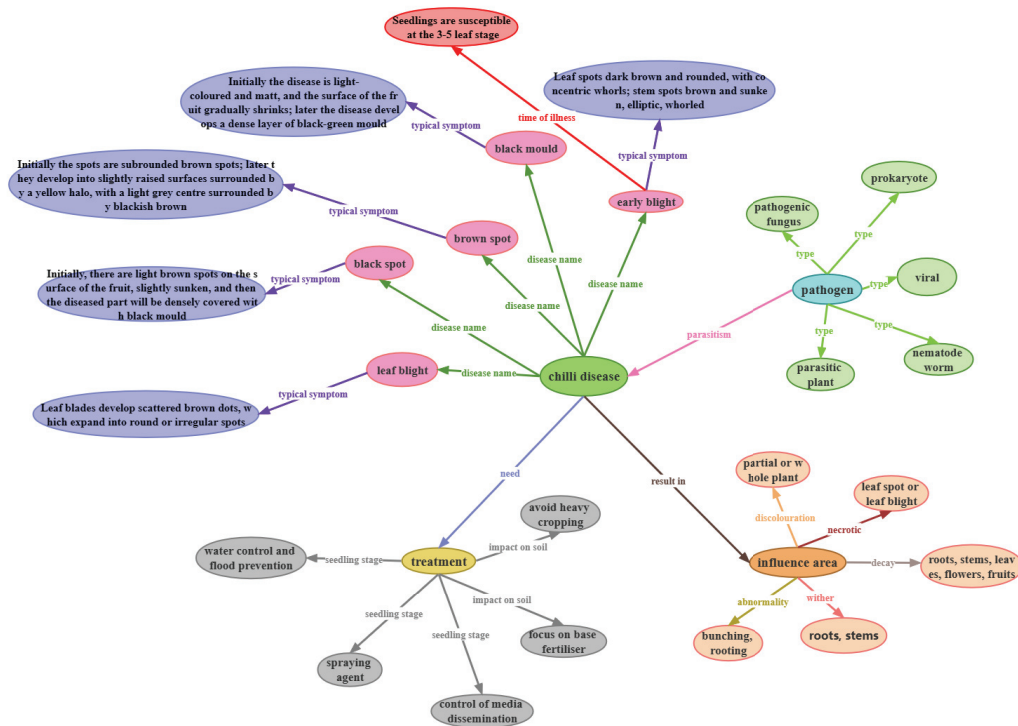 Seedlings are susceptible
at the 3-5 leaf stage
Initially the disease is light-
coloured and matt, and the surface of the fr
uit gradually shrinks; later the disease devel
ops a dense layer of black-green mould
Leaf spots dark brown and rounded, with co
ncentric whorls; stem spots brown and sunke
n, elliptic, whorled
typical symptom
time of illness
black mould
typical symptom
Initially the spots are subrounded brown spots; later t
hey develop into slightly raised surfaces surrounded b
y a yellow halo, with a light grey centre surrounded b
y blackish brown
typical symptom
early blight
brown spot
prokaryote
pathogenic
fungus
type
type
disease name
black spot
typical symptom
Initially, there are light brown spots on the s
urface of the fruit, slightly sunken, and then
the diseased part will be densely covered wit
h black mould
disease name
disease name
disease name
pathogen
type
viral
type
type
parasitism
parasitic
plant
nematode
worm
leaf blight
disease name
chilli disease
typical symptom
Leaf blades develop scattered brown dots, w
hich expand into round or irregular spots
need
result in
partial or w
hole plant
leaf spot or
leaf blight
discolouration
necrotic
avoid heavy
cropping
impact on soil
water control and
flood prevention
seedling stage
treatment
influence area
decay
roots, stems, leav
es, flowers, fruits
impact on soil
seedling stage
seedling stage
abnormality
wither
focus on base
fertiliser
bunching,
rooting
roots, stems
spraying
agent
control of media
dissemination